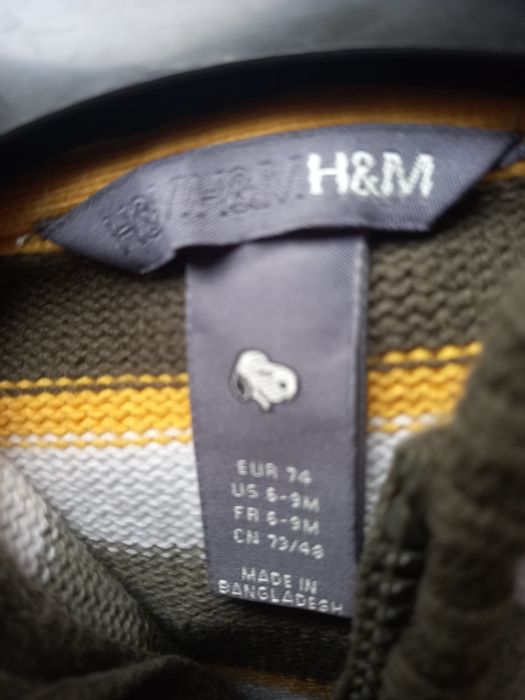 H&M H&M H&M
EUR 74
US 6-9M
FR 6-9M
CN 73/48
MADE IN
BANGLADESH